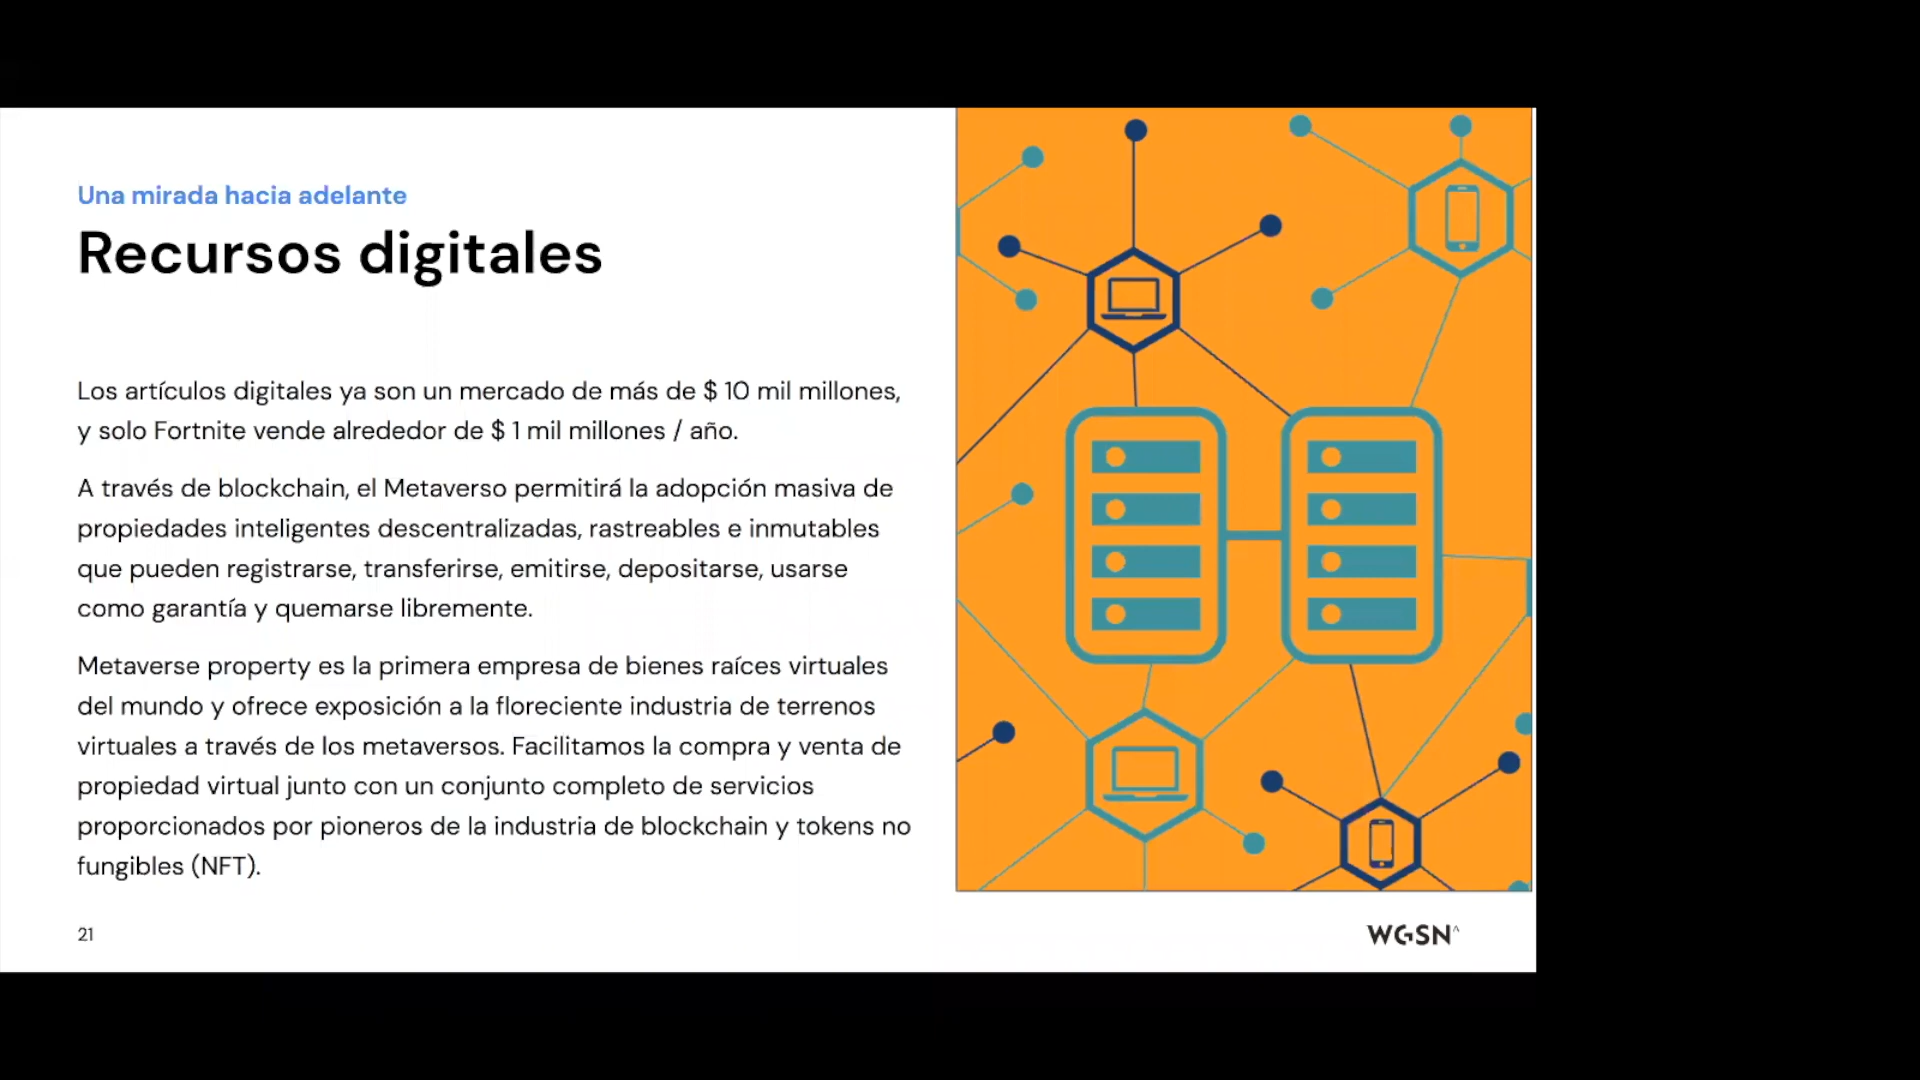 Una mirada hacia adelante
Recursos digitales
Los artículos digitales ya son un mercado de más de $ 10 mil millones,
y solo Fortnite vende alrededor de $ 1 mil millones / año.
A través de blockchain, el Metaverso permitirá la adopción masiva de
propiedades inteligentes descentralizadas, rastreables e inmutables
que pueden registrarse, transferirse, emitirse, depositarse, usarse
como garantía y quemarse libremente.
Metaverse property es la primera empresa de bienes raíces virtuales
del mundo y ofrece exposición a la floreciente industria de terrenos
virtuales a través de los metaversos. Facilitamos la compra y venta de
propiedad virtual junto con un conjunto completo de servicios
proporcionados por pioneros de la industria de blockchain y tokens no
fungibles (NFT).
21
WGSN^